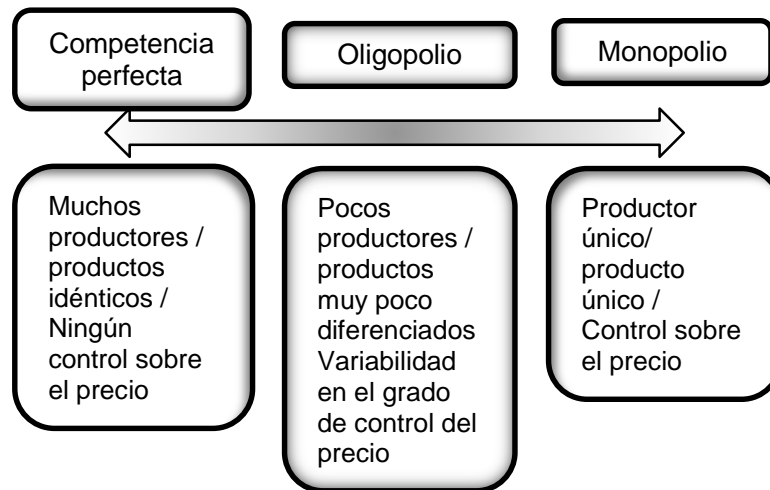 Competencia
perfecta
Oligopolio
Monopolio
Muchos
productores /
productos
idénticos /
Ningún
control sobre
el precio
Pocos
productores /
productos
muy poco
diferenciados
Variabilidad
en el grado
de control del
precio
Productor
único/
producto
único /
Control sobre
el precio